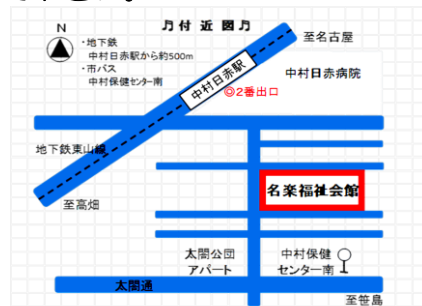 N
付近図
・地下鉄
中村日赤駅から約500m
・市バス
中村保健センター南
至名古屋
中村日赤病院
中村日赤駅
◎2番出口
地下鉄東山線
名楽福祉会館
至高畑
太閤公団
アパート
中村保健
センター南
太閤通
至笹島